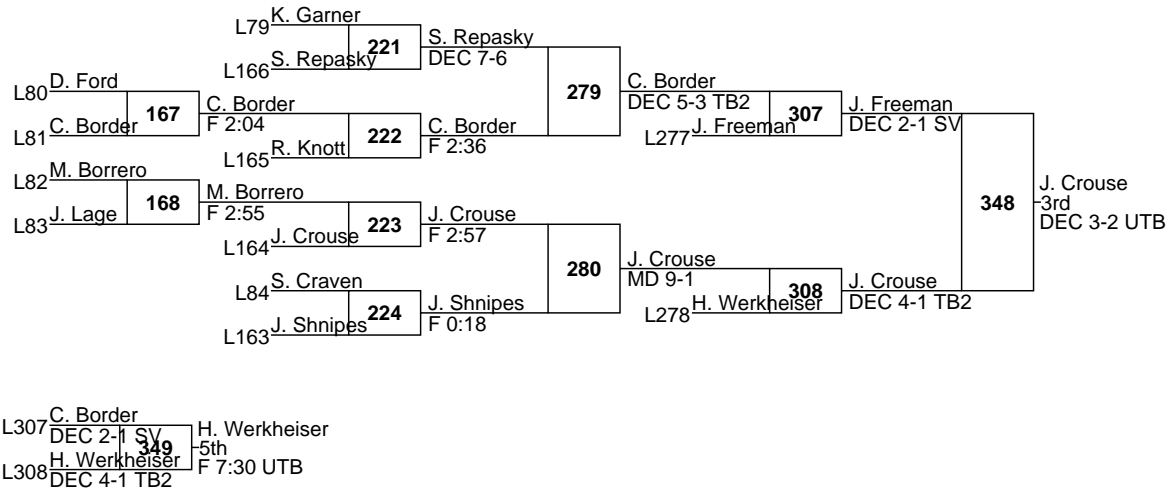 K. Garner
L79
221
S. Repasky
DEC 7-6
S. Repasky
L166
D. Ford
L80
279
C. Border
DEC 5-3 TB2
167
C. Border
F 2:04
307
J. Freeman
DEC 2-1 SV
C. Border
L81
222
C. Border
F 2:36
J. Freeman
L277
R. Knott
L165
M. Borrero
L82
168
M. Borrero
F 2:55
348
J. Crouse
3rd
DEC 3-2 UTB
J. Lage
L83
223
J. Crouse
F 2:57
J. Crouse
L164
280
J. Crouse
MD 9-1
S. Craven
L84
308
J. Crouse
DEC 4-1 TB2
224
J. Shnipes
F 0:18
H. Werkheiser
L278
J. Shnipes
L163
C. Border
L307
DEC 2-1 SV
349
H. Werkheiser
5th
F 7:30 UTB
H. Werkheiser
L308
DEC 4-1 TB2